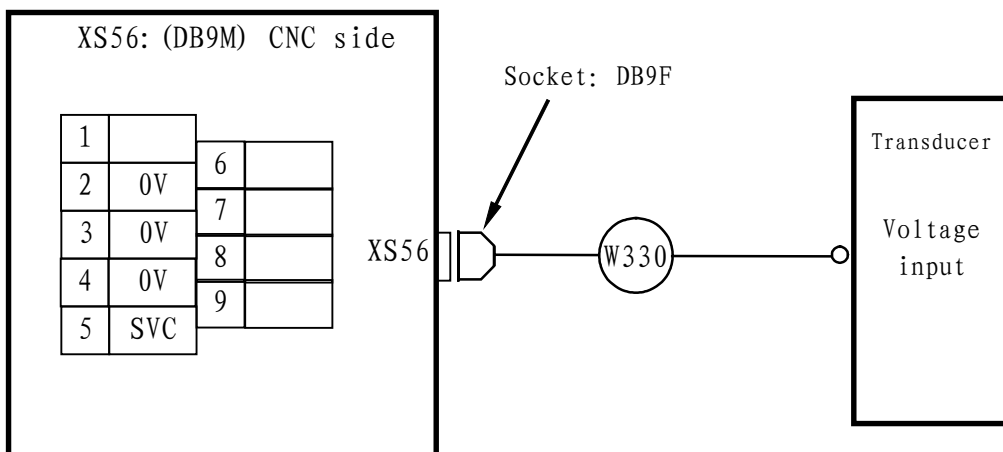 XS56: (DB9M) CNC side
Socket: DB9F
1
2 0V
3 0V
4 0V
5 SVC
6
7
8
9
XS56
W330
Transducer
Voltage
input